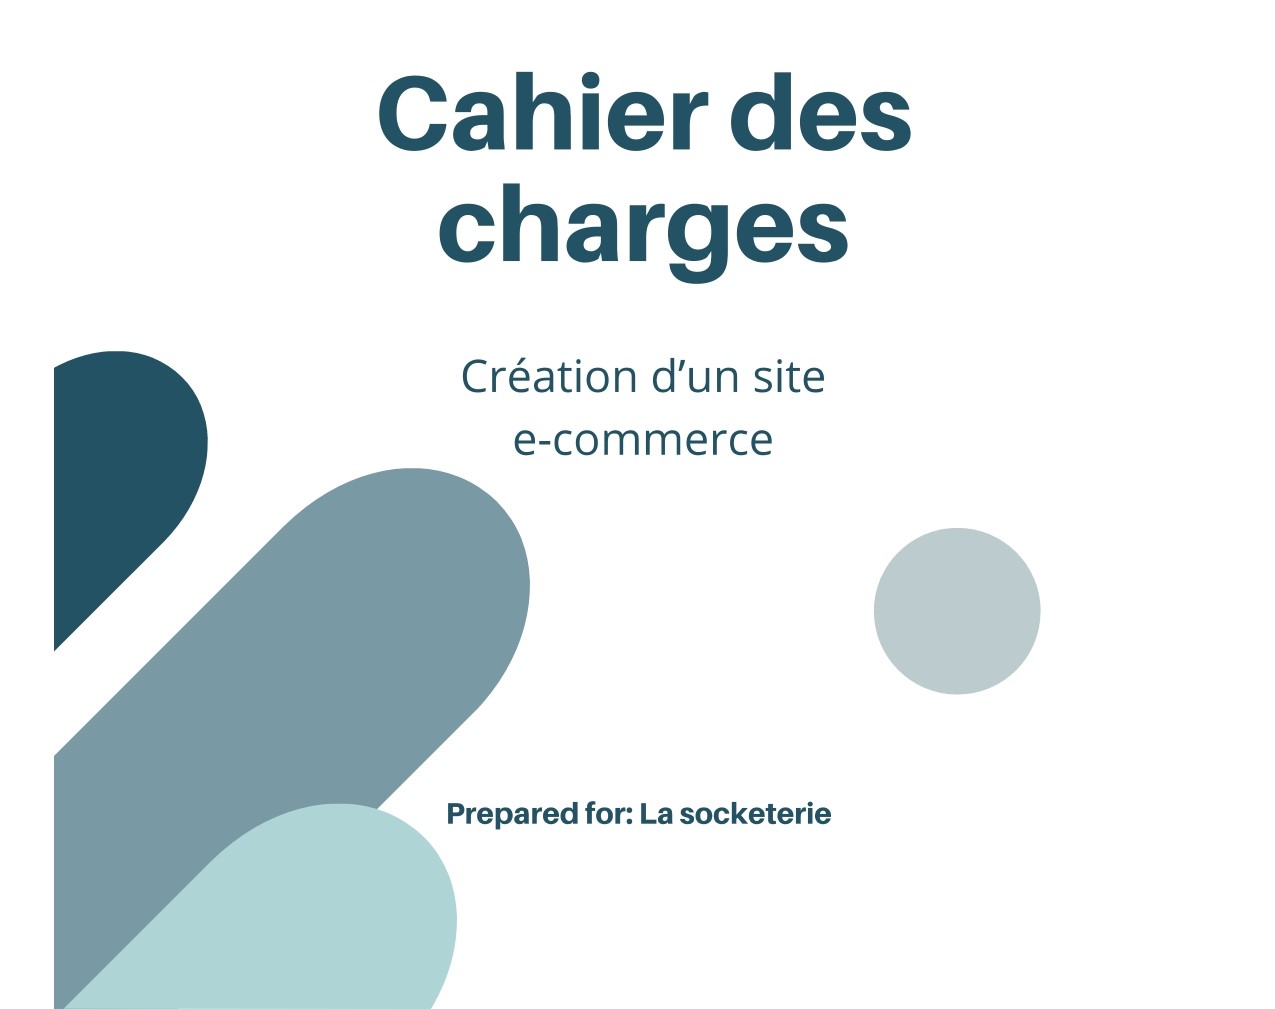 Cahier des
charges
Création d’un site
e-commerce
Prepared for: La socketerie